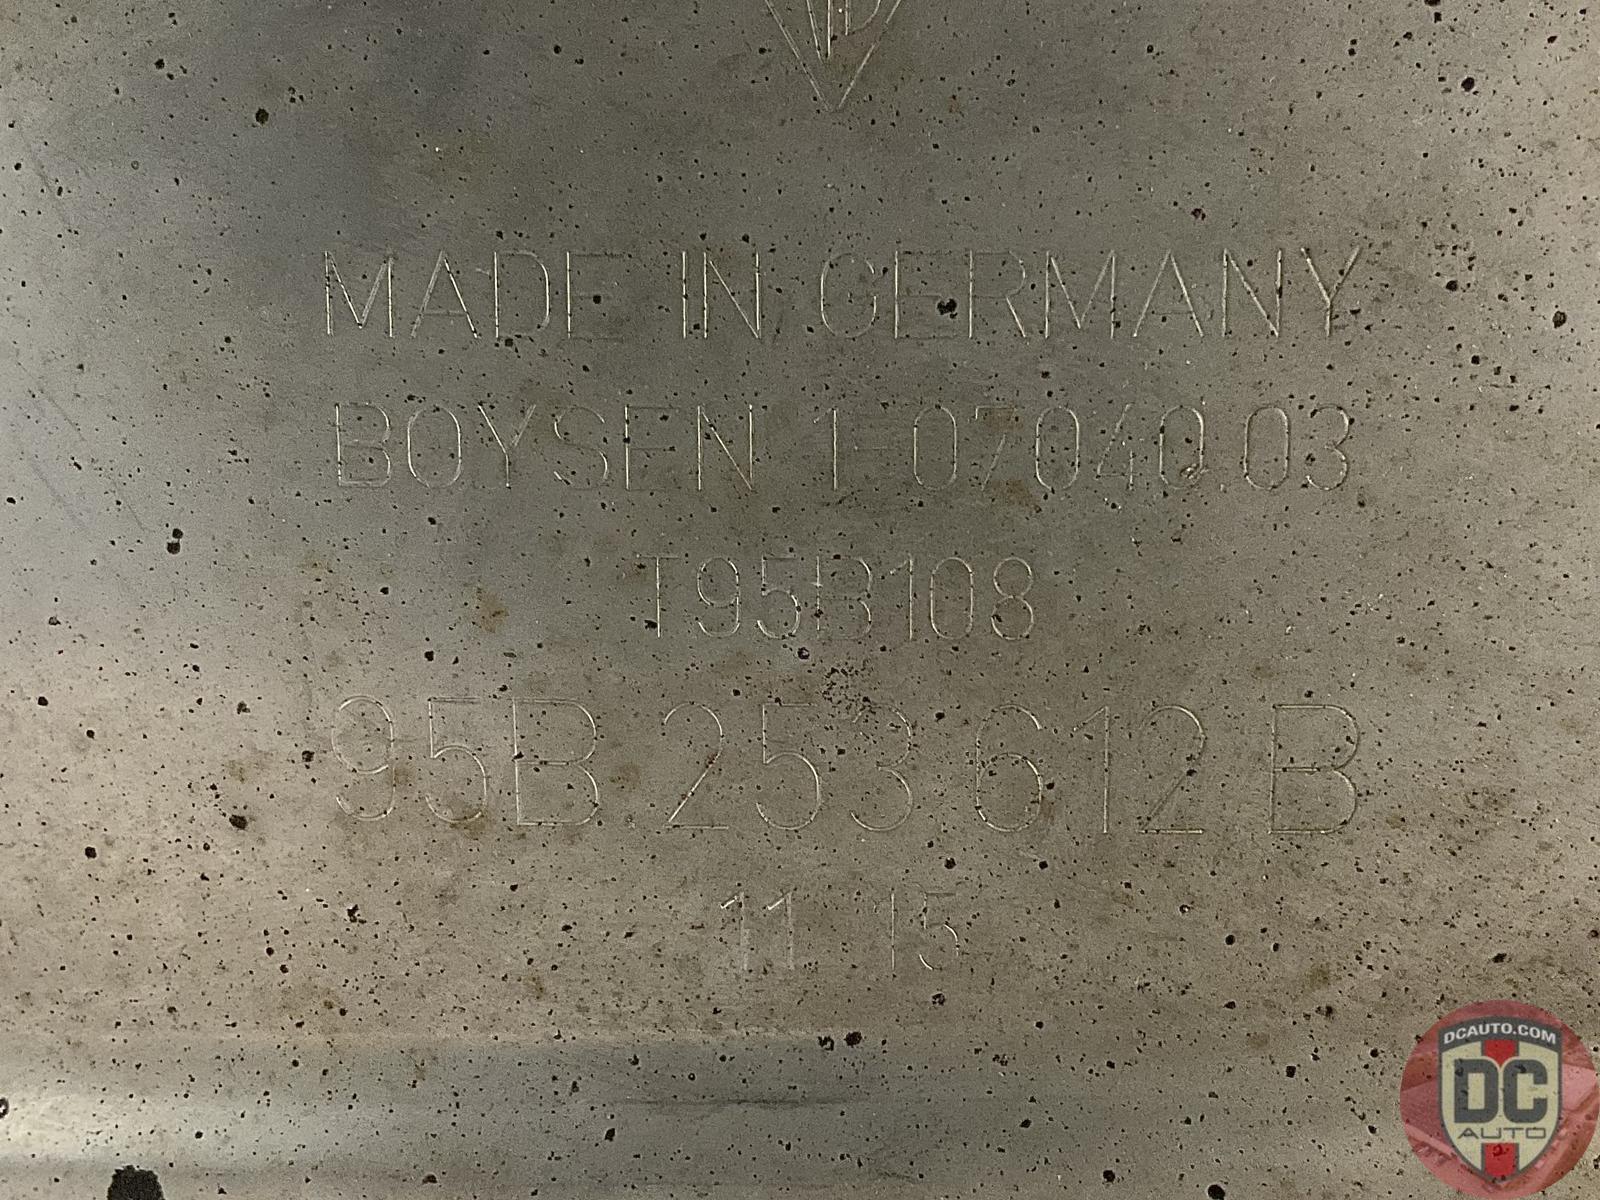 MADE IN GERMANY
BOYSEN 1-07040.03
T95B108
95B.253.612 B
11 15
DCAUTO.COM
DC
AUTO